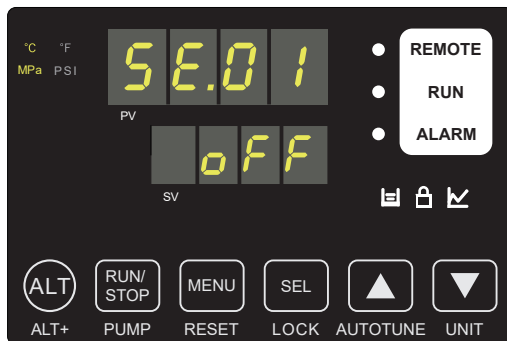 °C °F
MPa PSI
SE.01
PV
oFF
SV
REMOTE
RUN
ALARM
ALT
RUN/
STOP
MENU
SEL
ALT+ PUMP RESET LOCK AUTOTUNE UNIT